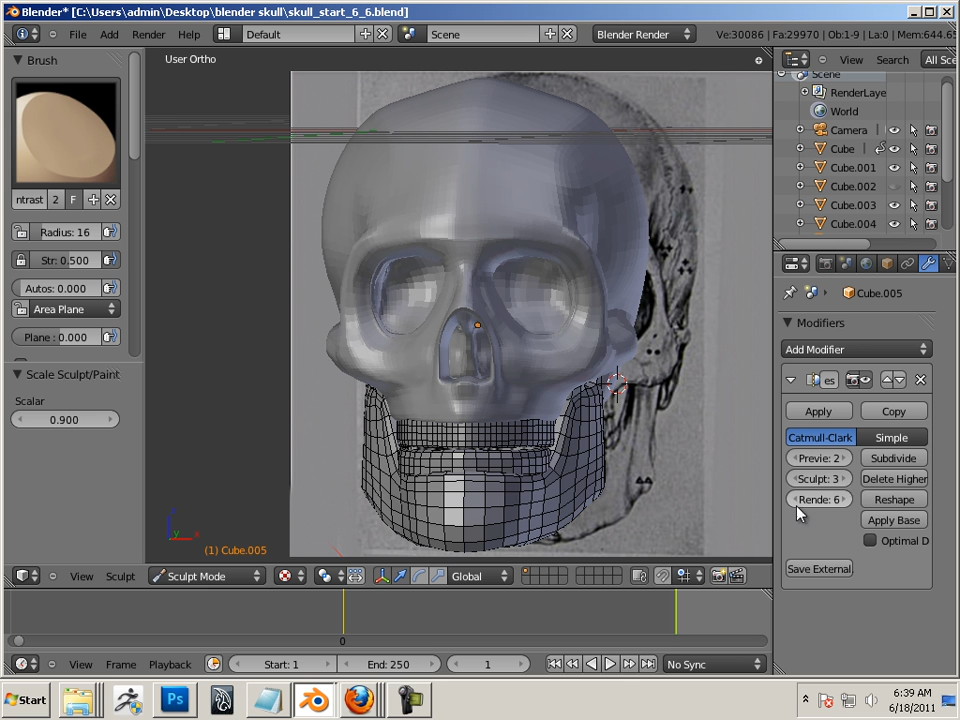 Blender* [C:\Users\admin\Desktop\blender skull\skull_start_6_6.blend]
File Add Render Help Default Scene Blender Render Ve:30086 | Fa:29970 | Ob:1-9 | La:0 | Mem:644.65
Brush
User Ortho
View Search All Sce
Scene
RenderLaye
World
Camera
Cube
Cube.001
Cube.002
Cube.003
Cube.004
ntrast 2 F
Radius: 16
Str: 0.500
Autos: 0.000
Area Plane
Plane : 0.000
Scale Sculpt/Paint
Scalar
0.900
Cube.005
Modifiers
Add Modifier
es
Apply Copy
Catmull-Clark Simple
Previe: 2 Subdivide
Sculpt: 3 Delete Higher
Rende: 6 Reshape
Apply Base
Optimal D
Save External.
z
x
(1) Cube.005
View Sculpt Sculpt Mode Global
0
View Frame Playback Start: 1 End: 250 1 No Sync
Start Ps 6:39 AM
6/18/2011